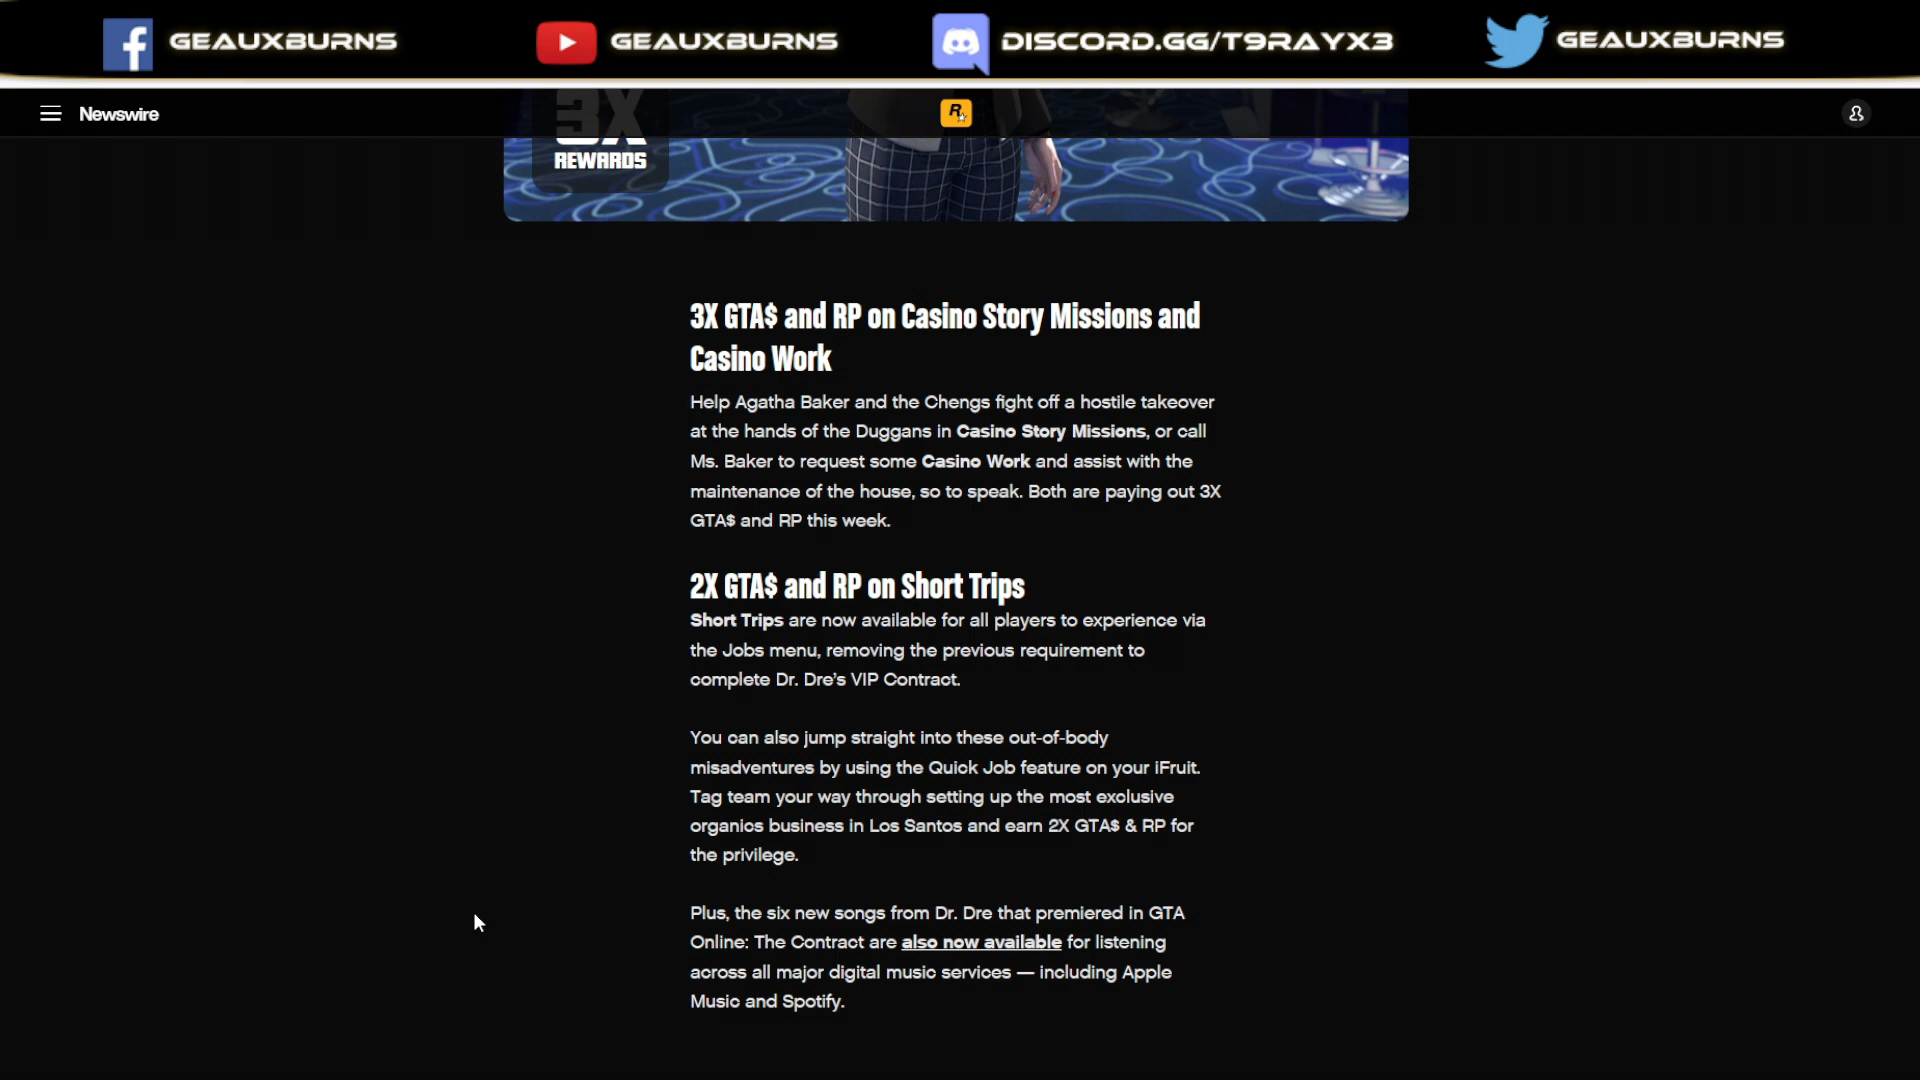 GEAUXBURNS
GEAUXBURNS
DISCORD.GG/T9RAYX3
GEAUXBURNS
Newswire
R
3X
REWARDS
3X GTA$ and RP on Casino Story Missions and
Casino Work
Help Agatha Baker and the Chengs fight off a hostile takeover
at the hands of the Duggans in Casino Story Missions, or call
Ms. Baker to request some Casino Work and assist with the
maintenance of the house, so to speak. Both are paying out 3X
GTA$ and RP this week.
2X GTA$ and RP on Short Trips
Short Trips are now available for all players to experience via
the Jobs menu, removing the previous requirement to
complete Dr. Dre’s VIP Contract.
You can also jump straight into these out-of-body
misadventures by using the Quick Job feature on your iFruit.
Tag team your way through setting up the most exclusive
organics business in Los Santos and earn 2X GTA$ & RP for
the privilege.
Plus, the six new songs from Dr. Dre that premiered in GTA
Online: The Contract are also now available for listening
across all major digital music services — including Apple
Music and Spotify.